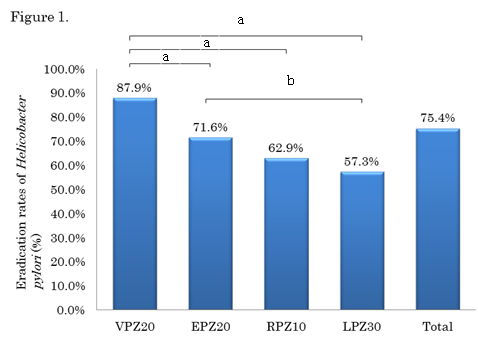 Figure 1.
a
a
a
b
Eradication rates of Helicobacter
pylori (%)
100.0%
90.0%
80.0%
70.0%
60.0%
50.0%
40.0%
30.0%
20.0%
10.0%
0.0%
87.9%
71.6%
62.9%
57.3%
75.4%
VPZ20 EPZ20 RPZ10 LPZ30 Total